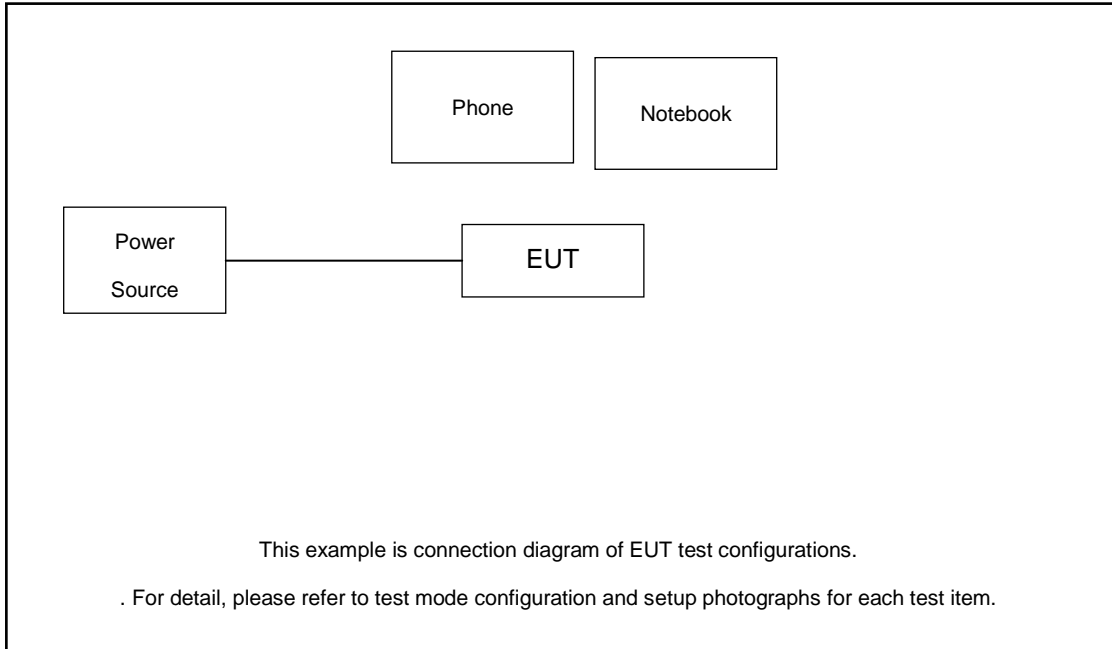 Phone
Notebook
Power
Source
EUT
This example is connection diagram of EUT test configurations.
. For detail, please refer to test mode configuration and setup photographs for each test item.